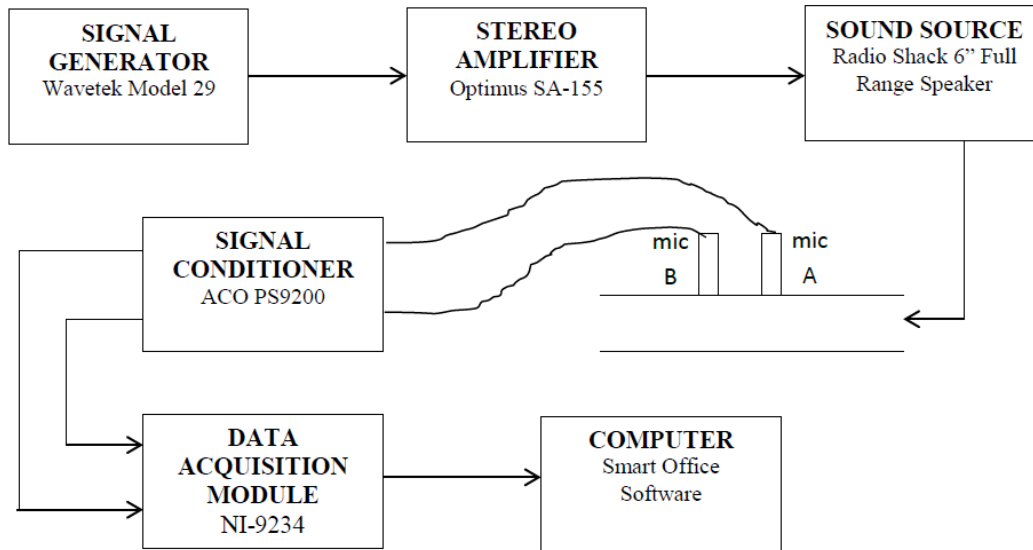 SIGNAL
GENERATOR
Wavetek Model 29
STEREO
AMPLIFIER
Optimus SA-155
SOUND SOURCE
Radio Shack 6” Full
Range Speaker
SIGNAL
CONDITIONER
ACO PS9200
mic
B
mic
A
DATA
ACQUISITION
MODULE
NI-9234
COMPUTER
Smart Office
Software